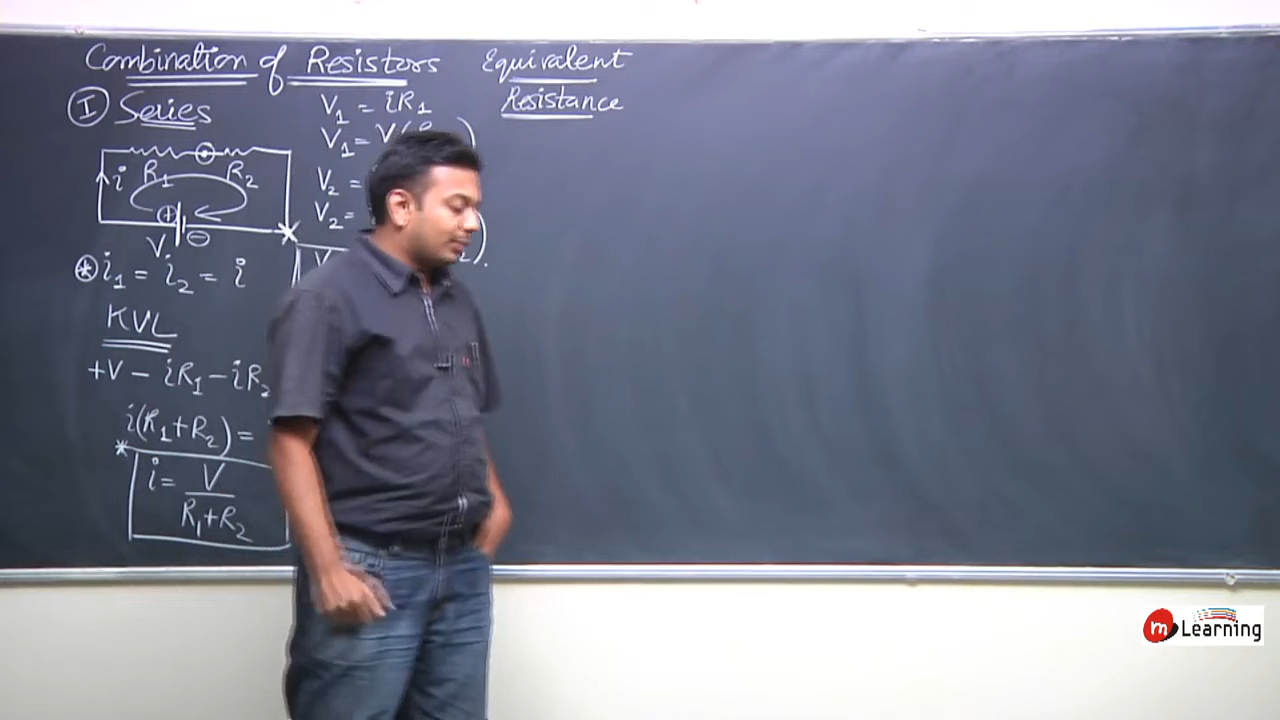 Combination of Resistors
I Series
R1 R2
i
+
V
−
* i1 = i2 = i
KVL
+V − iR1 − iR2
i(R1+R2) =
* i = V
R1+R2
V1 = iR1
V1 = V
V2 =
V2 =
V
Equivalent
Resistance
m Learning